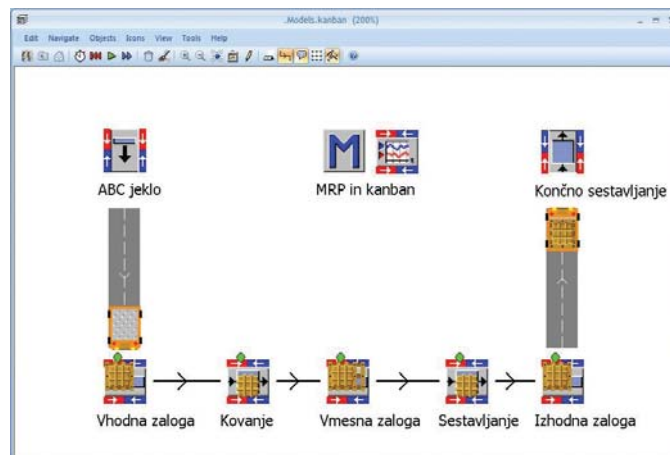 .Models.kanban (200%)
Edit Navigate Objects Icons View Tools Help
ABC jeklo
MRP in kanban
Končno sestavljanje
Vhodna zaloga
Kovanje
Vmesna zaloga
Sestavljanje
Izhodna zaloga